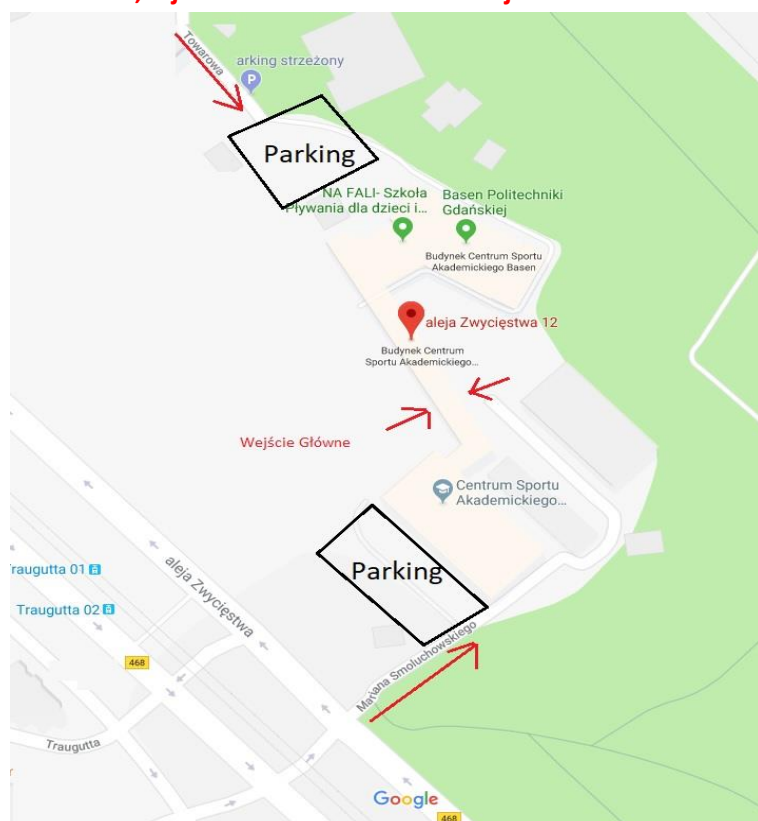 Towarowa
arking strzeżony
P
Parking
NA FALI- Szkoła
Pływania dla dzieci i...
Basen Politechniki
Gdańskiej
Budynek Centrum Sportu
Akademickiego Basen
aleja Zwycięstwa 12
Budynek Centrum
Sportu Akademickiego...
Wejście Główne
Centrum Sportu
Akademickiego...
Parking
raugutta 01
Traugutta 02
aleja Zwycięstwa
468
Mariana Smoluchowskiego
Traugutta
Google
468